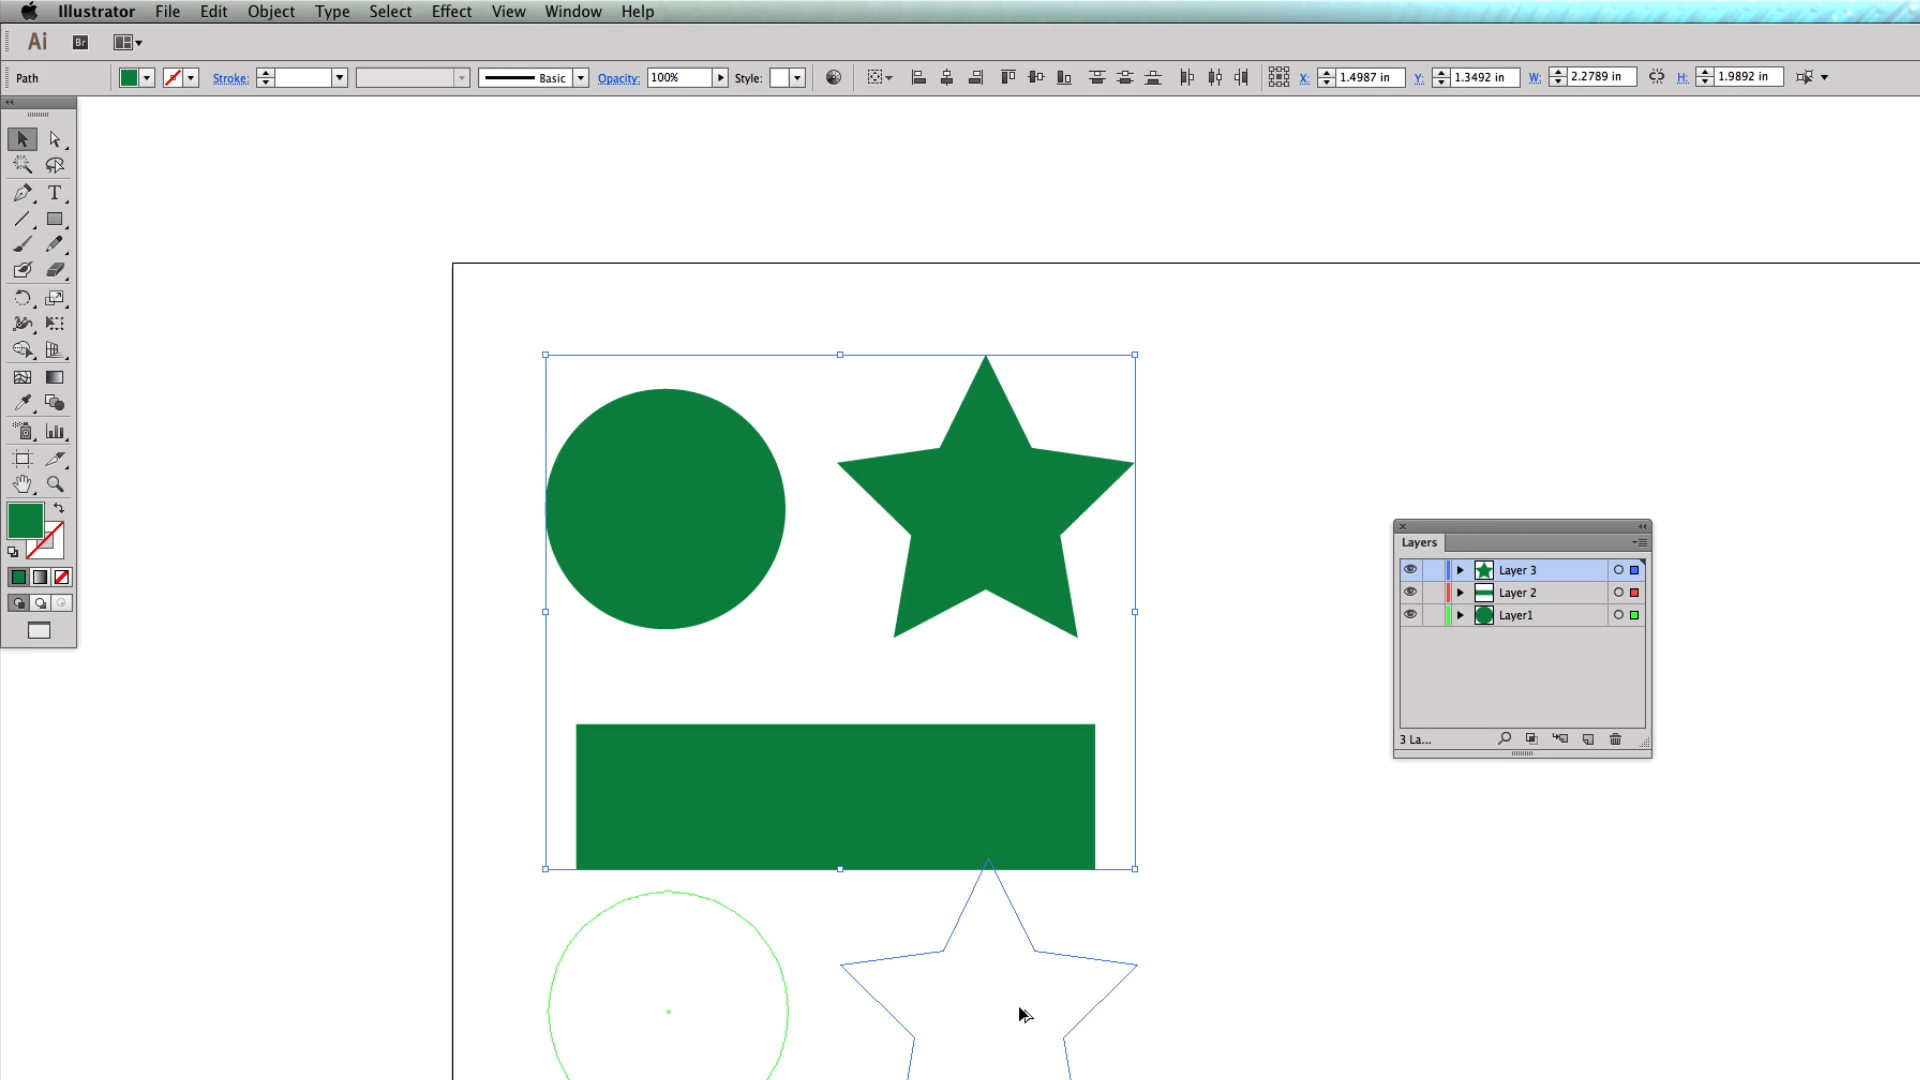 Illustrator File Edit Object Type Select Effect View Window Help
Ai Br
Path Stroke: Basic Opacity: 100% Style: X: 1.4987 in Y: 1.3492 in W: 2.2789 in H: 1.9892 in
T
Layers
Layer 3
Layer 2
Layer1
3 La...